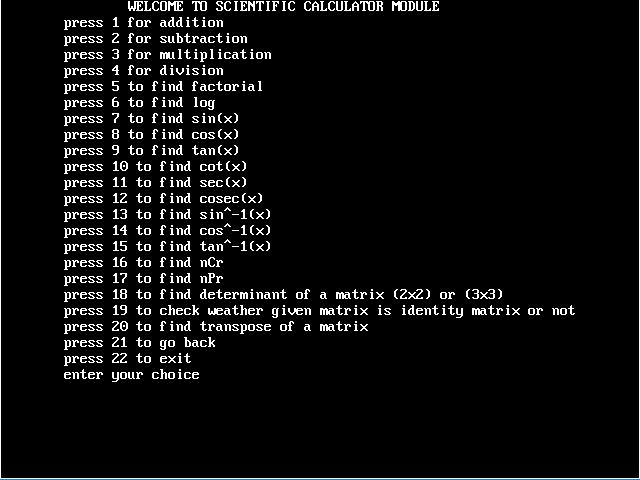 WELCOME TO SCIENTIFIC CALCULATOR MODULE
press 1 for addition
press 2 for subtraction
press 3 for multiplication
press 4 for division
press 5 to find factorial
press 6 to find log
press 7 to find sin(x)
press 8 to find cos(x)
press 9 to find tan(x)
press 10 to find cot(x)
press 11 to find sec(x)
press 12 to find cosec(x)
press 13 to find sin^-1(x)
press 14 to find cos^-1(x)
press 15 to find tan^-1(x)
press 16 to find nCr
press 17 to find nPr
press 18 to find determinant of a matrix (2x2) or (3x3)
press 19 to check weather given matrix is identity matrix or not
press 20 to find transpose of a matrix
press 21 to go back
press 22 to exit
enter your choice